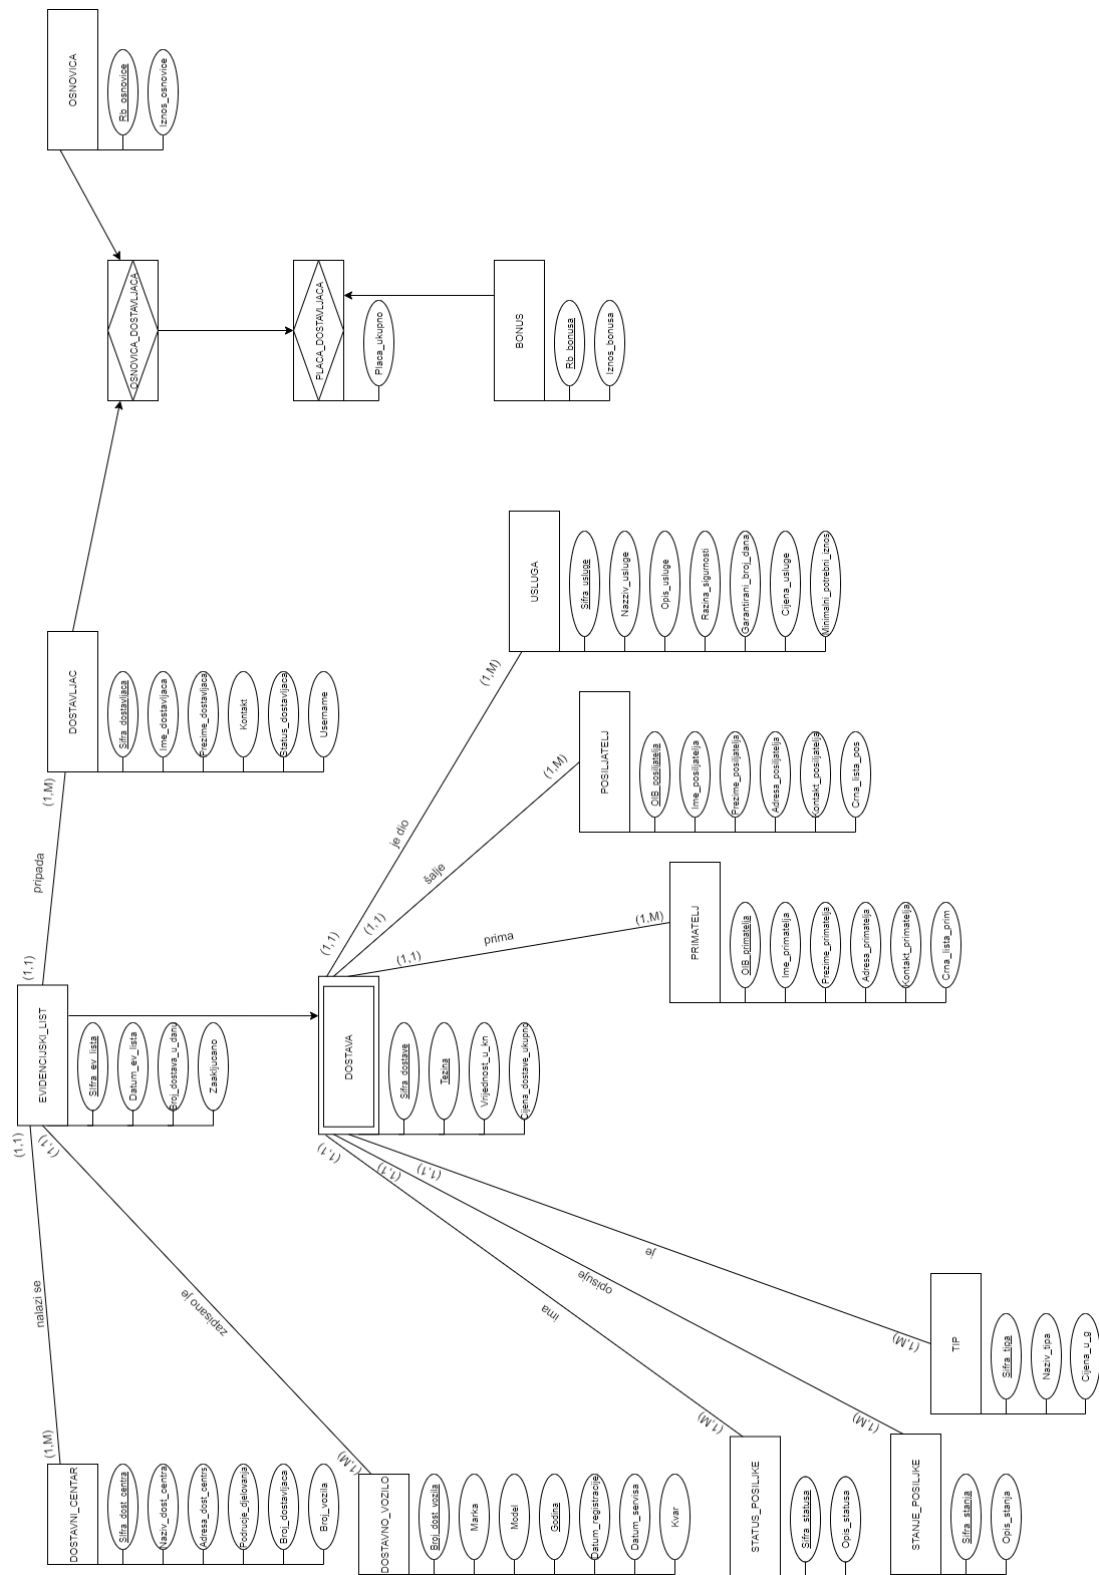 OSNOVICA
Rb_osnovice
Iznos_osnovice
OSNOVICA_DOSTAVLJACA
PLACA_DOSTAVLJACA
Placa_ukupno
BONUS
Rb_bonusa
Iznos_bonusa
DOSTAVLJAC
Sifra_dostavljaca
Ime_dostavljaca
Prezime_dostavljaca
Kontakt
Status_dostavljaca
Username
(1,M)
pripada
(1,1)
USLUGA
Sifra_usluge
Nazziv_usluge
Opis_usluge
Razina_sigurnosti
Garantirani_broj_dana
Cijena_usluge
Minimalni_potrebni_iznos
(1,M)
je dio
(1,1)
POSILJATELJ
OIB_posiljatelja
Ime_posiljatelja
Prezime_posiljatelja
Adresa_posiljatelja
Kontakt_posiljatelja
Crna_lista_pos
(1,M)
šalje
(1,1)
PRIMATELJ
OIB_primatelja
Ime_primatelja
Prezime_primatelja
Adresa_primatelja
Kontakt_primatelja
Crna_lista_prim
(1,M)
prima
(1,1)
EVIDENCIJSKI_LIST
Sifra_ev_lista
Datum_ev_lista
Broj_dostava_u_danu
Zaakljucano
DOSTAVA
Sifra_dostave
Tezina
Vrijednost_u_kn
Cijena_dostave_ukupno
(1,1)
nalazi se
(1,M)
(1,1)
zapisano je
(1,M)
(1,1)
ima
(1,M)
(1,1)
opisuje
(1,M)
(1,1)
je
(1,M)
DOSTAVNI_CENTAR
Sifra_dost_centra
Naziv_dost_centra
Adresa_dost_centrs
Podrucje_djelovanja
Broj_dostavljaca
Broj_vozila
DOSTAVNO_VOZILO
Broj_dost_vozila
Marka
Model
Godina
Datum_registracije
Datum_servisa
Kvar
STATUS_POSILJKE
Sifra_statusa
Opis_statusa
STANJE_POSILJKE
Sifra_stanja
Opis_stanja
TIP
Sifra_tipa
Naziv_tipa
Cijena_u_g